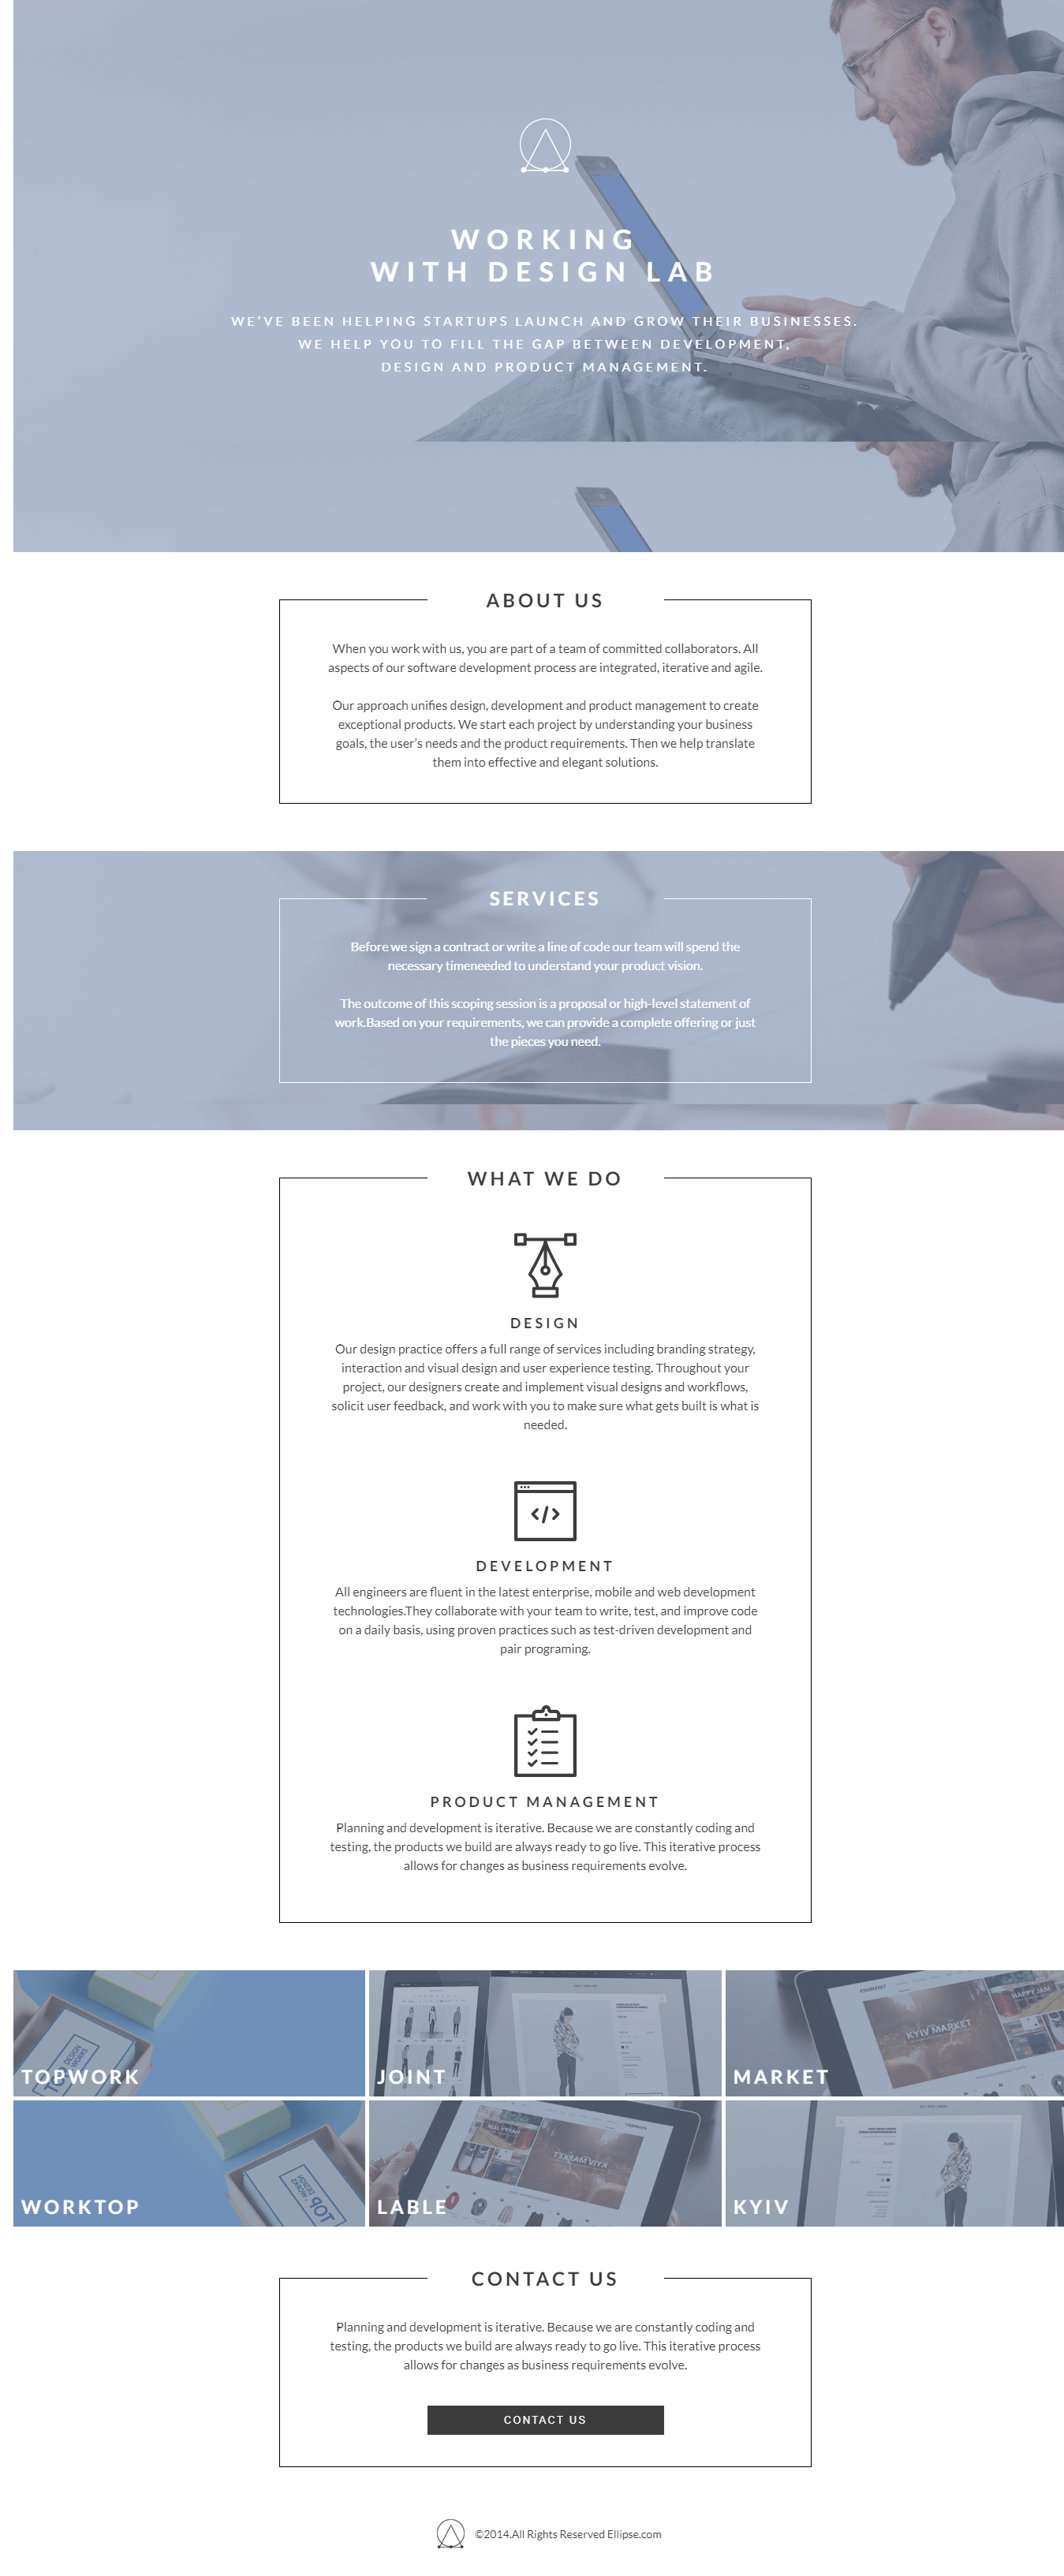 WORKING
WITH DESIGN LAB
WE'VE BEEN HELPING STARTUPS LAUNCH AND GROW THEIR BUSINESSES.
WE HELP YOU TO FILL THE GAP BETWEEN DEVELOPMENT,
DESIGN AND PRODUCT MANAGEMENT.
ABOUT US
When you work with us, you are part of a team of committed collaborators. All
aspects of our software development process are integrated, iterative and agile.
Our approach unifies design, development and product management to create
exceptional products. We start each project by understanding your business
goals, the user's needs and the product requirements. Then we help translate
them into effective and elegant solutions.
SERVICES
Before we sign a contract or write a line of code our team will spend the
necessary timeneeded to understand your product vision.
The outcome of this scoping session is a proposal or high-level statement of
work.Based on your requirements, we can provide a complete offering or just
the pieces you need.
WHAT WE DO
DESIGN
Our design practice offers a full range of services including branding strategy,
interaction and visual design and user experience testing. Throughout your
project, our designers create and implement visual designs and workflows,
solicit user feedback, and work with you to make sure what gets built is what is
needed.
DEVELOPMENT
All engineers are fluent in the latest enterprise, mobile and web development
technologies.They collaborate with your team to write, test, and improve code
on a daily basis, using proven practices such as test-driven development and
pair programing.
PRODUCT MANAGEMENT
Planning and development is iterative. Because we are constantly coding and
testing, the products we build are always ready to go live. This iterative process
allows for changes as business requirements evolve.
TOPWORK
JOINT
KYIV MARKET
HAPPY JAM
MARKET
WORKTOP
TOP
LABLE
KYIV MARKET
KYIV
CONTACT US
Planning and development is iterative. Because we are constantly coding and
testing, the products we build are always ready to go live. This iterative process
allows for changes as business requirements evolve.
CONTACT US
©2014.All Rights Reserved Ellipse.com